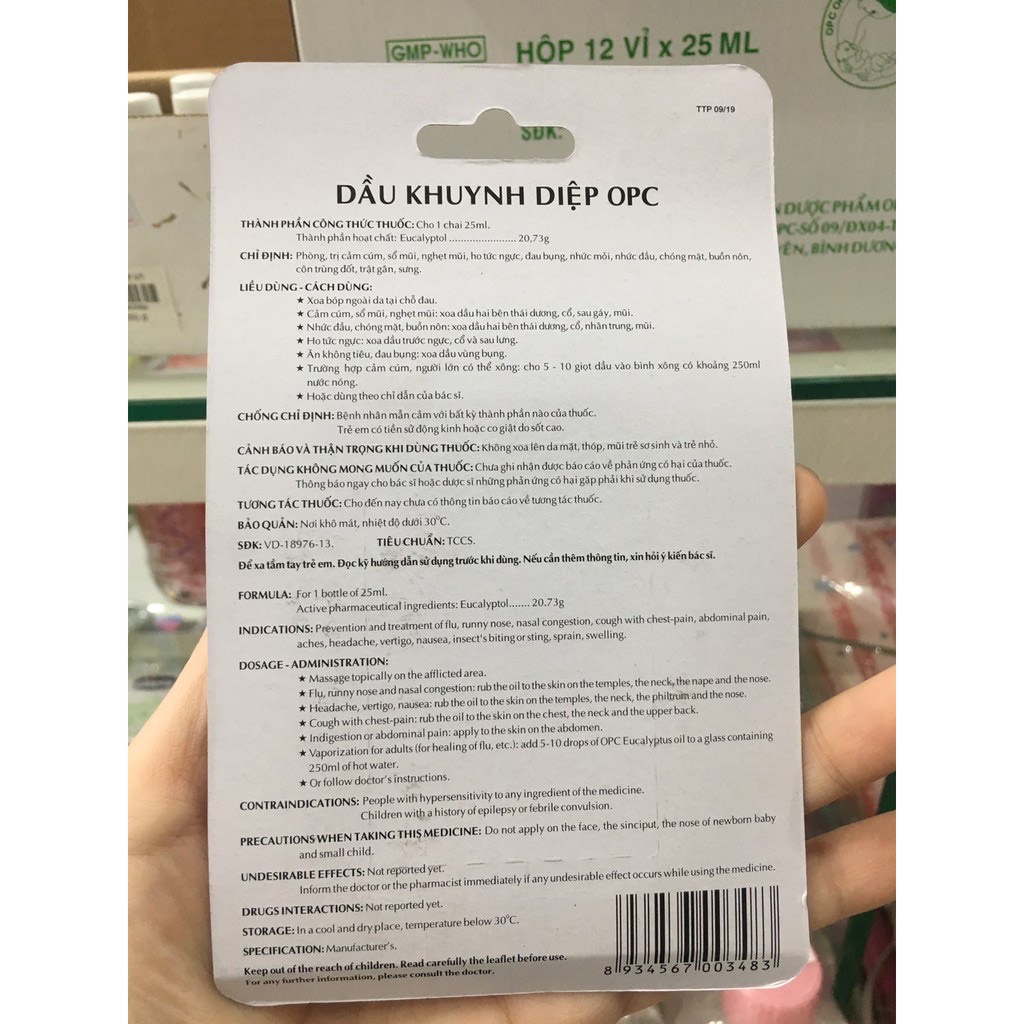 GMP-WHO
HỘP 12 VỈ x 25 ML
TTP 09/19
SĐK:
DƯỢC PHẨM
PC-SỐ 09/ĐX04-T
BÌNH DƯƠNG
DẦU KHUYNH DIỆP OPC
THÀNH PHẦN CÔNG THỨC THUỐC: Cho 1 chai 25ml.
Thành phần hoạt chất: Eucalyptol ....................... 20,73g
CHỈ ĐỊNH: Phòng, trị cảm cúm, sổ mũi, nghẹt mũi, ho tức ngực, đau bụng, nhức mỏi, nhức đầu, chóng mặt, buồn nôn,
côn trùng đốt, trật gân, sưng.
LIỀU DÙNG - CÁCH DÙNG:
★ Xoa bóp ngoài da tại chỗ đau.
★ Cảm cúm, sổ mũi, nghẹt mũi: xoa dầu hai bên thái dương, cổ, sau gáy, mũi.
★ Nhức đầu, chóng mặt, buồn nôn: xoa dầu hai bên thái dương, cổ, nhân trung, mũi.
★ Ho tức ngực: xoa dầu trước ngực, cổ và sau lưng.
★ Ăn không tiêu, đau bụng: xoa dầu vùng bụng.
★ Trường hợp cảm cúm, người lớn có thể xông: cho 5 - 10 giọt dầu vào bình xông có khoảng 250ml
nước nóng.
★ Hoặc dùng theo chỉ dẫn của bác sĩ.
CHỐNG CHỈ ĐỊNH: Bệnh nhân mẫn cảm với bất kỳ thành phần nào của thuốc.
Trẻ em có tiền sử động kinh hoặc co giật do sốt cao.
CẢNH BÁO VÀ THẬN TRỌNG KHI DÙNG THUỐC: Không xoa lên da mặt, thóp, mũi trẻ sơ sinh và trẻ nhỏ.
TÁC DỤNG KHÔNG MONG MUỐN CỦA THUỐC: Chưa ghi nhận được báo cáo về phản ứng có hại của thuốc.
Thông báo ngay cho bác sĩ hoặc dược sĩ những phản ứng có hại gặp phải khi sử dụng thuốc.
TƯƠNG TÁC THUỐC: Cho đến nay chưa có thông tin báo cáo về tương tác thuốc.
BẢO QUẢN: Nơi khô mát, nhiệt độ dưới 30°C.
SĐK: VD-18976-13. TIÊU CHUẨN: TCCS.
Để xa tầm tay trẻ em. Đọc kỹ hướng dẫn sử dụng trước khi dùng. Nếu cần thêm thông tin, xin hỏi ý kiến bác sĩ.
FORMULA: For 1 bottle of 25ml.
Active pharmaceutical ingredients: Eucalyptol....... 20.73g
INDICATIONS: Prevention and treatment of flu, runny nose, nasal congestion, cough with chest-pain, abdominal pain,
aches, headache, vertigo, nausea, insect's biting or sting, sprain, swelling.
DOSAGE - ADMINISTRATION:
★ Massage topically on the afflicted area.
★ Flu, runny nose and nasal congestion: rub the oil to the skin on the temples, the neck, the nape and the nose.
★ Headache, vertigo, nausea: rub the oil to the skin on the temples, the neck, the philtrum and the nose.
★ Cough with chest-pain: rub the oil to the skin on the chest, the neck and the upper back.
★ Indigestion or abdominal pain: apply to the skin on the abdomen.
★ Vaporization for adults (for healing of flu, etc.): add 5-10 drops of OPC Eucalyptus oil to a glass containing
250ml of hot water.
★ Or follow doctor's instructions.
CONTRAINDICATIONS: People with hypersensitivity to any ingredient of the medicine.
Children with a history of epilepsy or febrile convulsion.
PRECAUTIONS WHEN TAKING THIS MEDICINE: Do not apply on the face, the sinciput, the nose of newborn baby
and small child.
UNDESIRABLE EFFECTS: Not reported yet.
Inform the doctor or the pharmacist immediately if any undesirable effect occurs while using the medicine.
DRUGS INTERACTIONS: Not reported yet.
STORAGE: In a cool and dry place, temperature below 30°C.
SPECIFICATION: Manufacturer's.
Keep out of the reach of children. Read carefully the leaflet before use.
For any further information, please consult the doctor.
8 934567 003483